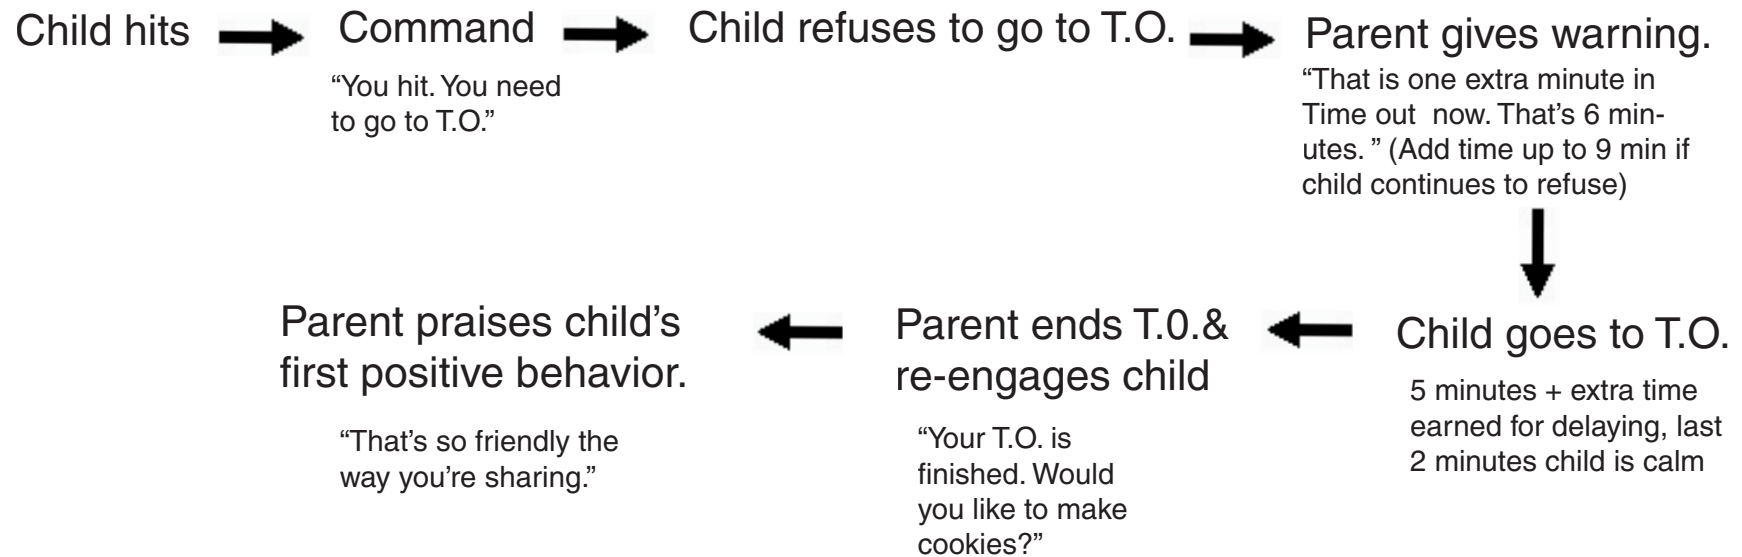 Child hits
Command
“You hit. You need
to go to T.O.”
Child refuses to go to T.O.
Parent gives warning.
“That is one extra minute in
Time out  now. That’s 6 min-
utes. ” (Add time up to 9 min if
child continues to refuse)
Child goes to T.O.
5 minutes + extra time
earned for delaying, last
2 minutes child is calm
Parent ends T.0.&
re-engages child
“Your T.O. is
finished. Would
you like to make
cookies?”
Parent praises child’s
first positive behavior.
“That’s so friendly the
way you’re sharing.”